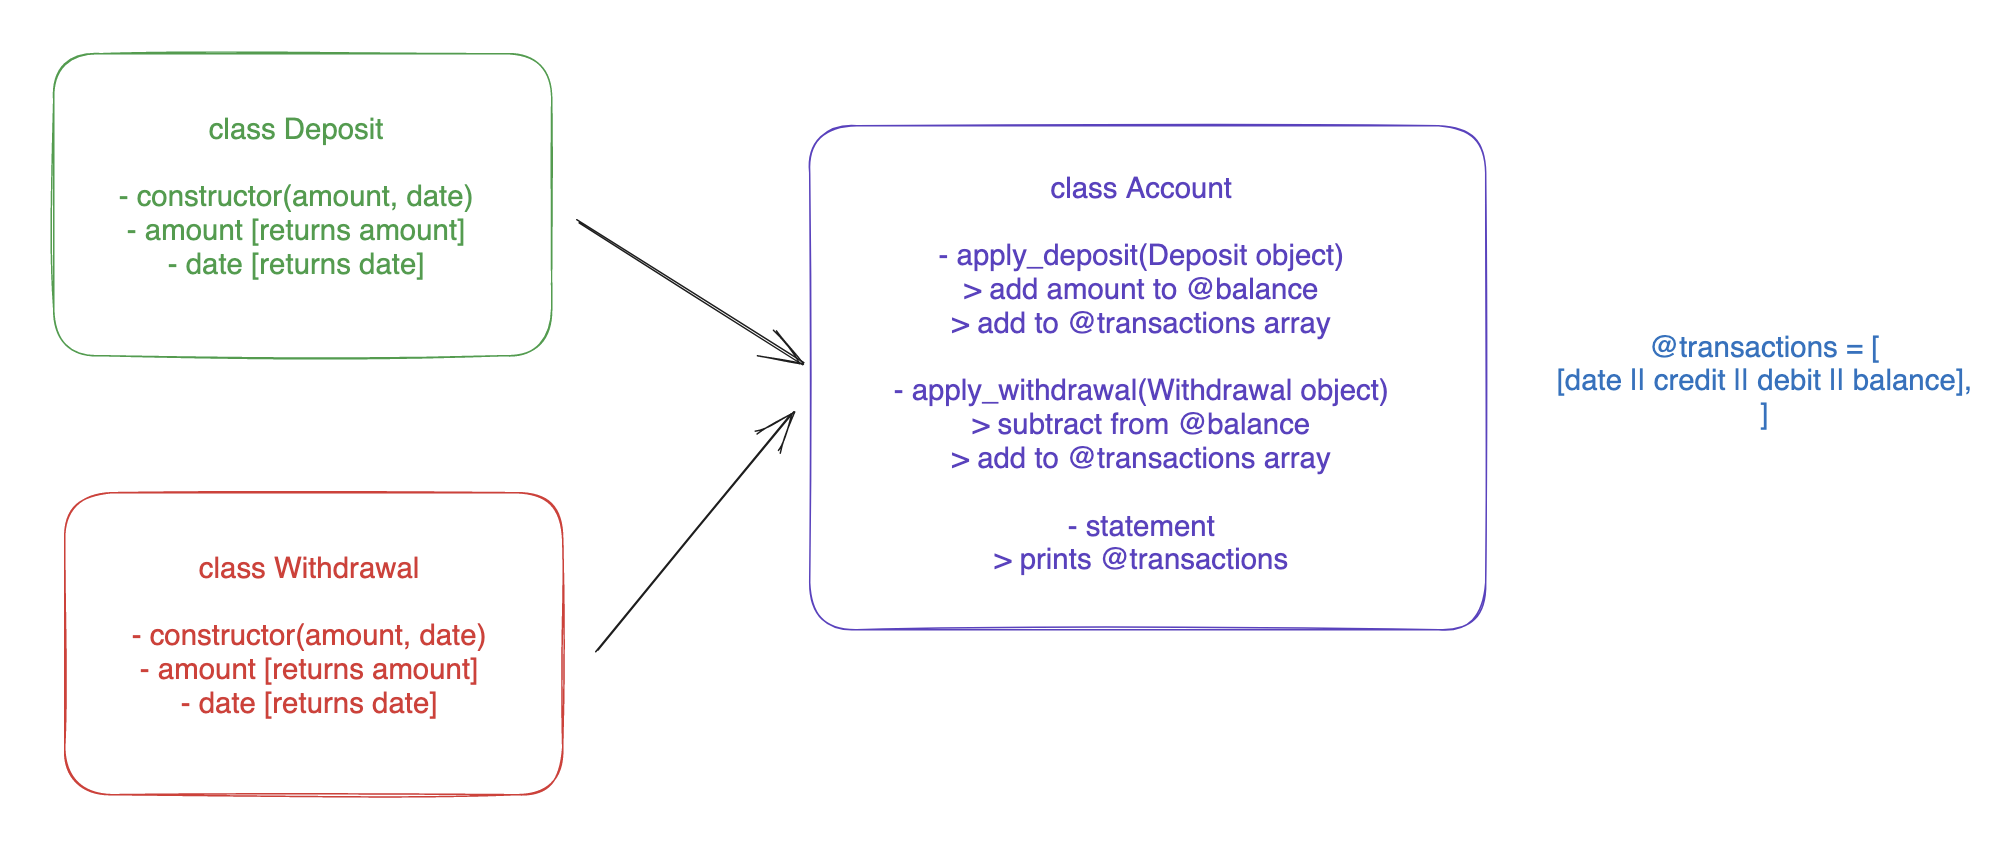 class Deposit
- constructor(amount, date)
- amount [returns amount]
- date [returns date]
class Withdrawal
- constructor(amount, date)
- amount [returns amount]
- date [returns date]
class Account
- apply_deposit(Deposit object)
> add amount to @balance
> add to @transactions array
- apply_withdrawal(Withdrawal object)
> subtract from @balance
> add to @transactions array
- statement
> prints @transactions
@transactions = [
[date || credit || debit || balance],
]